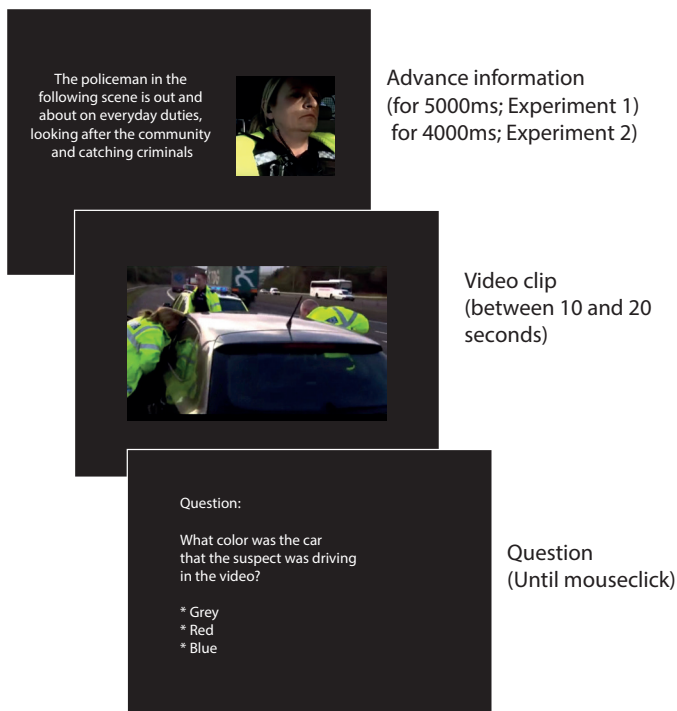 The policeman in the
following scene is out and
about on everyday duties,
looking after the community
and catching criminals
Advance information
(for 5000ms; Experiment 1)
for 4000ms; Experiment 2)
Video clip
(between 10 and 20
seconds)
Question:
What color was the car
that the suspect was driving
in the video?
* Grey
* Red
* Blue
Question
(Until mouseclick)